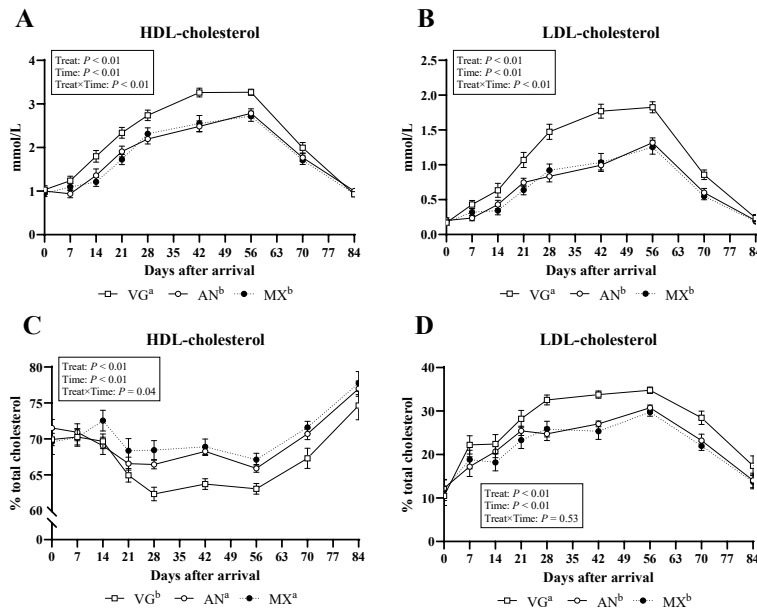 A
HDL-cholesterol
Treat: P < 0.01
Time: P < 0.01
Treat×Time: P < 0.01
mmol/L
4
3
2
1
0
0 7 14 21 28 35 42 49 56 63 70 77 84
Days after arrival
VGᵃ ANᵇ MXᵇ
B
LDL-cholesterol
Treat: P < 0.01
Time: P < 0.01
Treat×Time: P < 0.01
mmol/L
2.5
2.0
1.5
1.0
0.5
0.0
0 7 14 21 28 35 42 49 56 63 70 77 84
Days after arrival
VGᵃ ANᵇ MXᵇ
C
HDL-cholesterol
Treat: P < 0.01
Time: P < 0.01
Treat×Time: P = 0.04
% total cholesterol
80
75
70
65
60
0
0 7 14 21 28 35 42 49 56 63 70 77 84
Days after arrival
VGᵇ ANᵃ MXᵃ
D
LDL-cholesterol
Treat: P < 0.01
Time: P < 0.01
Treat×Time: P = 0.53
% total cholesterol
40
30
20
10
0
0 7 14 21 28 35 42 49 56 63 70 77 84
Days after arrival
VGᵃ ANᵇ MXᵇ